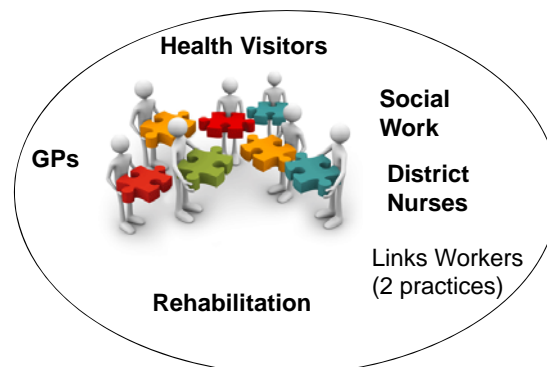 Health Visitors
Social
Work
GPs
District
Nurses
Links Workers
(2 practices)
Rehabilitation